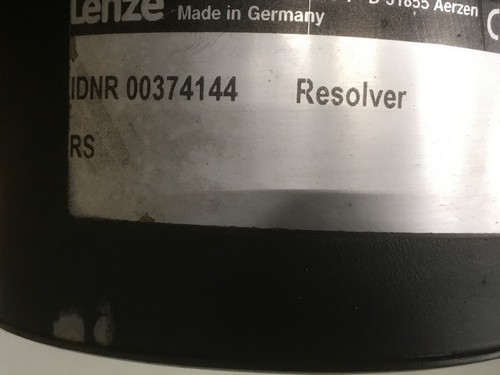 Lenze
D 31855 Aerzen
Made in Germany
IDNR 00374144 Resolver
RS